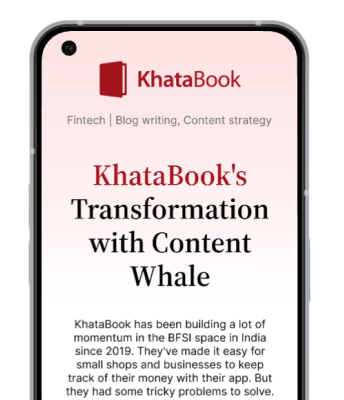 KhataBook
Fintech | Blog writing, Content strategy
KhataBook's
Transformation
with Content
Whale
KhataBook has been building a lot of
momentum in the BFSI space in India
since 2019. They've made it easy for
small shops and businesses to keep
track of their money with their app. But
they had some tricky problems to solve.